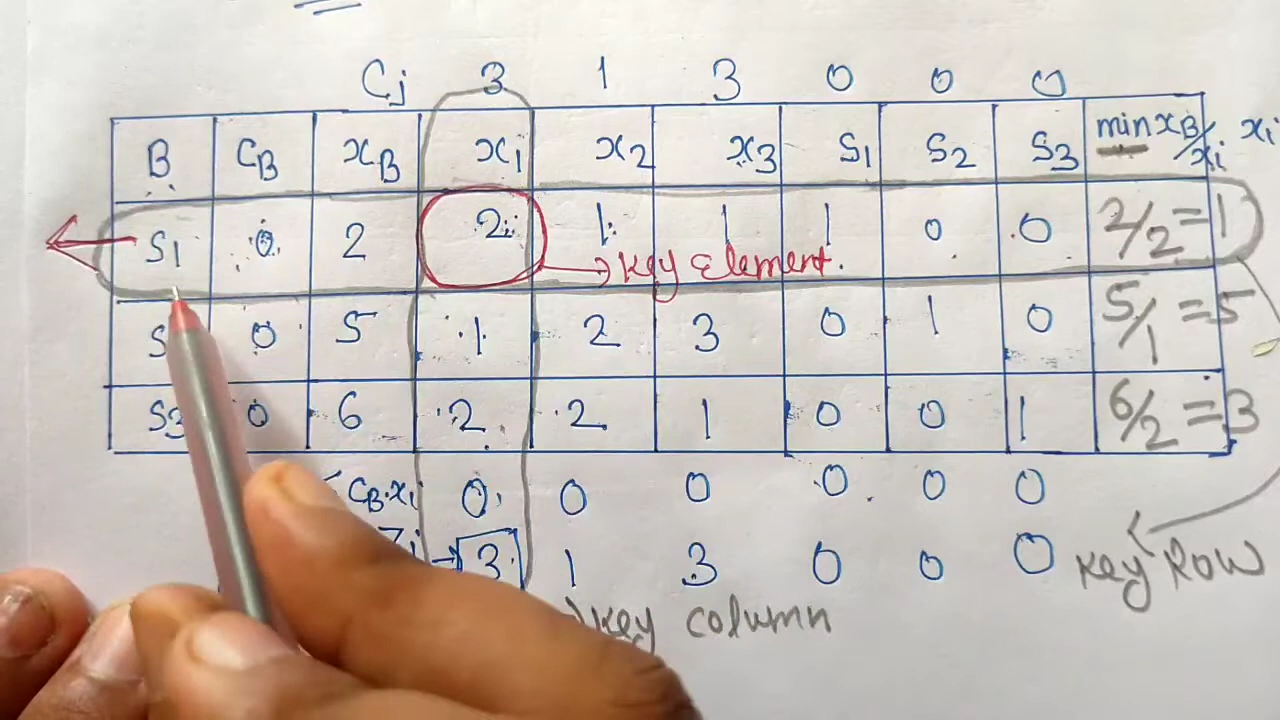 Cj 3 1 3 0 0 0
B CB xB x1 x2 x3 S1 S2 S3 min xB/xi xi
S1 0 2 2 1 1 1 0 0 2/2 = 1
→ Key Element
S 0 5 1 2 3 0 1 0 5/1 = 5
S3 0 6 2 2 1 0 0 1 6/2 = 3
CB.xi 0 0 0 0 0 0
→ 3 1 3 0 0 0
Key Row
Key column